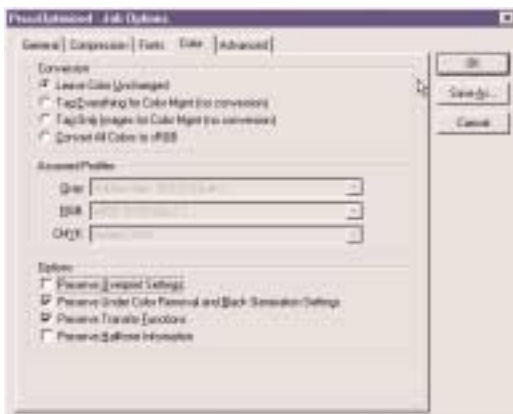 PressOptimized - Job Options
General Compression Fonts Color Advanced
Conversion
Leave Color Unchanged
Tag Everything for Color Mgmt (no conversion)
Tag Only Images for Color Mgmt (no conversion)
Convert All Colors to sRGB
Assumed Profiles
Gray:
RGB:
CMYK:
Options
Preserve Overprint Settings
Preserve Under Color Removal and Black Generation Settings
Preserve Transfer Functions
Preserve Halftone Information
OK
Save As...
Cancel